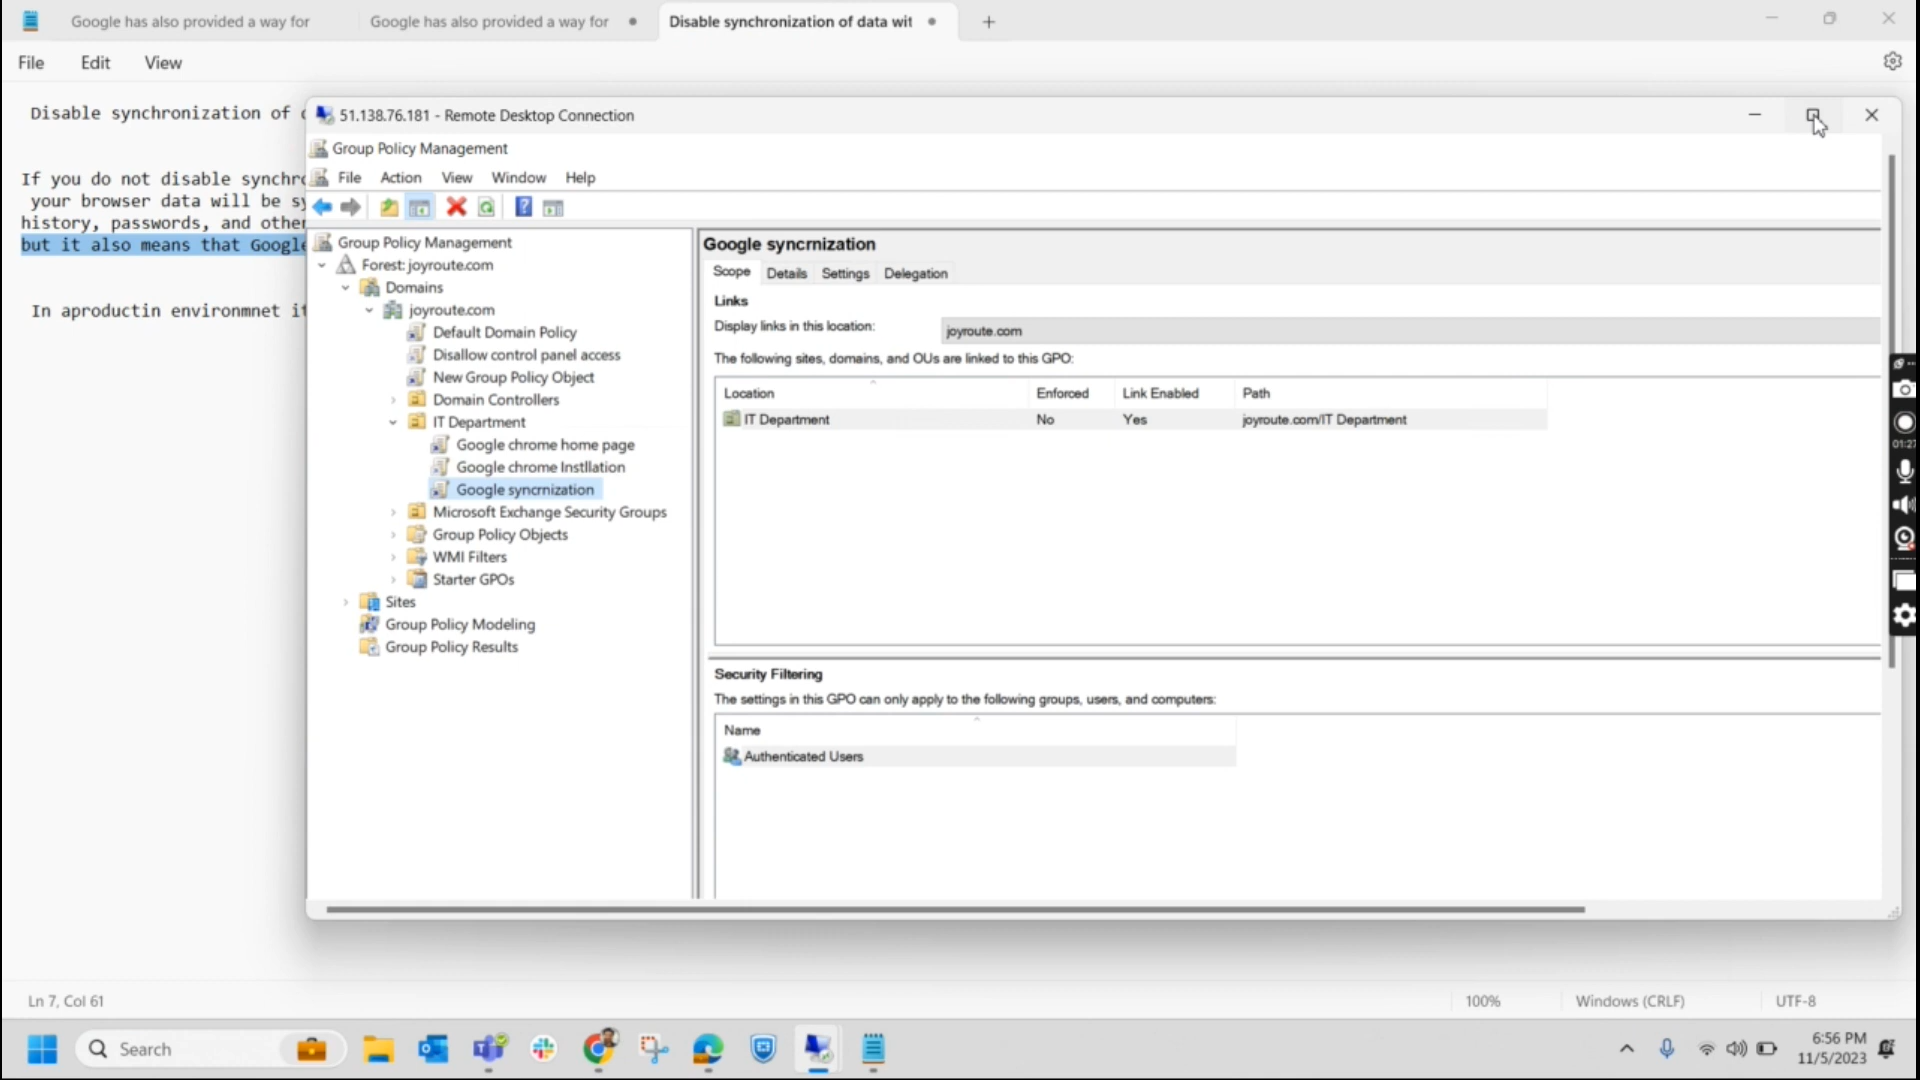 Google has also provided a way for
Google has also provided a way for
Disable synchronization of data wit
File Edit View
Disable synchronization of
If you do not disable synchro
your browser data will be sy
history, passwords, and other
but it also means that Google
In aproductin environmnet it
51.138.76.181 - Remote Desktop Connection
Group Policy Management
File Action View Window Help
Group Policy Management
Forest: joyroute.com
Domains
joyroute.com
Default Domain Policy
Disallow control panel access
New Group Policy Object
Domain Controllers
IT Department
Google chrome home page
Google chrome Instllation
Google syncrnization
Microsoft Exchange Security Groups
Group Policy Objects
WMI Filters
Starter GPOs
Sites
Group Policy Modeling
Group Policy Results
Google syncrnization
Scope Details Settings Delegation
Links
Display links in this location: joyroute.com
The following sites, domains, and OUs are linked to this GPO:
Location Enforced Link Enabled Path
IT Department No Yes joyroute.com/IT Department
Security Filtering
The settings in this GPO can only apply to the following groups, users, and computers:
Name
Authenticated Users
01:27
Ln 7, Col 61
100% Windows (CRLF) UTF-8
Search
6:56 PM
11/5/2023